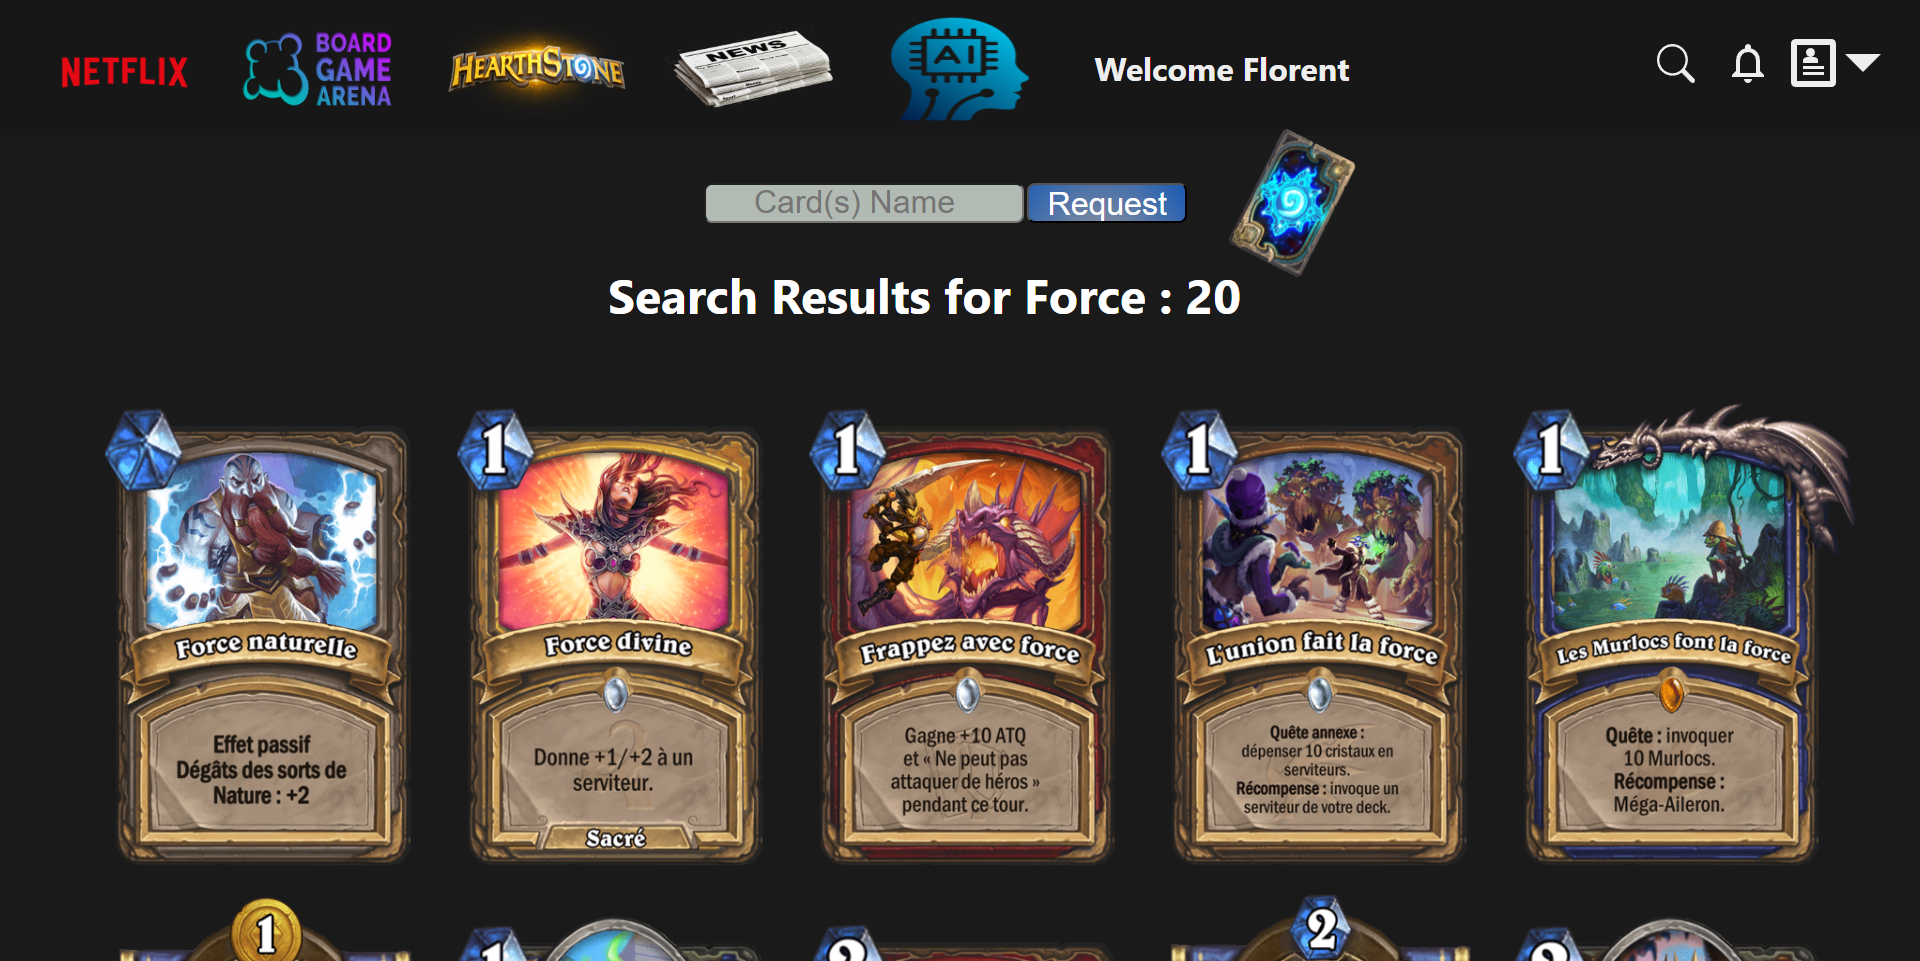 NETFLIX
BOARD
GAME
ARENA
HEARTHSTONE
NEWS
AI
Welcome Florent
Card(s) Name
Request
Search Results for Force : 20
Force naturelle
Effet passif
Dégâts des sorts de
Nature : +2
1
Force divine
Donne +1/+2 à un
serviteur.
Sacré
1
Frappez avec force
Gagne +10 ATQ
et « Ne peut pas
attaquer de héros »
pendant ce tour.
1
L'union fait la force
Quête annexe :
dépenser 10 cristaux en
serviteurs.
Récompense : invoque un
serviteur de votre deck.
1
Les Murlocs font la force
Quête : invoquer
10 Murlocs.
Récompense :
Méga-Aileron.
1
1
2
2
2